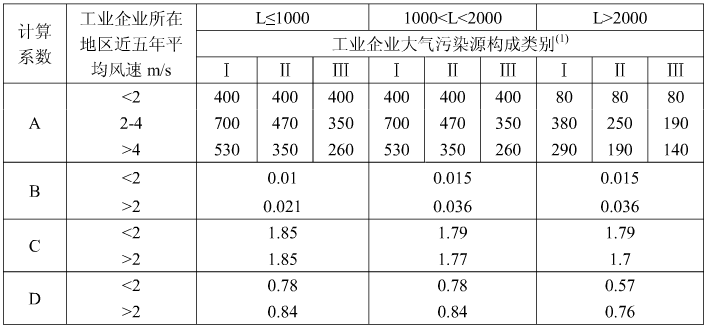 计算系数 工业企业所在地区近五年平均风速 m/s L≤1000 1000<L<2000 L>2000
工业企业大气污染源构成类别(1)
Ⅰ Ⅱ Ⅲ Ⅰ Ⅱ Ⅲ Ⅰ Ⅱ Ⅲ
A <2 400 400 400 400 400 400 80 80 80
2-4 700 470 350 700 470 350 380 250 190
>4 530 350 260 530 350 260 290 190 140
B <2 0.01 0.015 0.015
>2 0.021 0.036 0.036
C <2 1.85 1.79 1.79
>2 1.85 1.77 1.7
D <2 0.78 0.78 0.57
>2 0.84 0.84 0.76